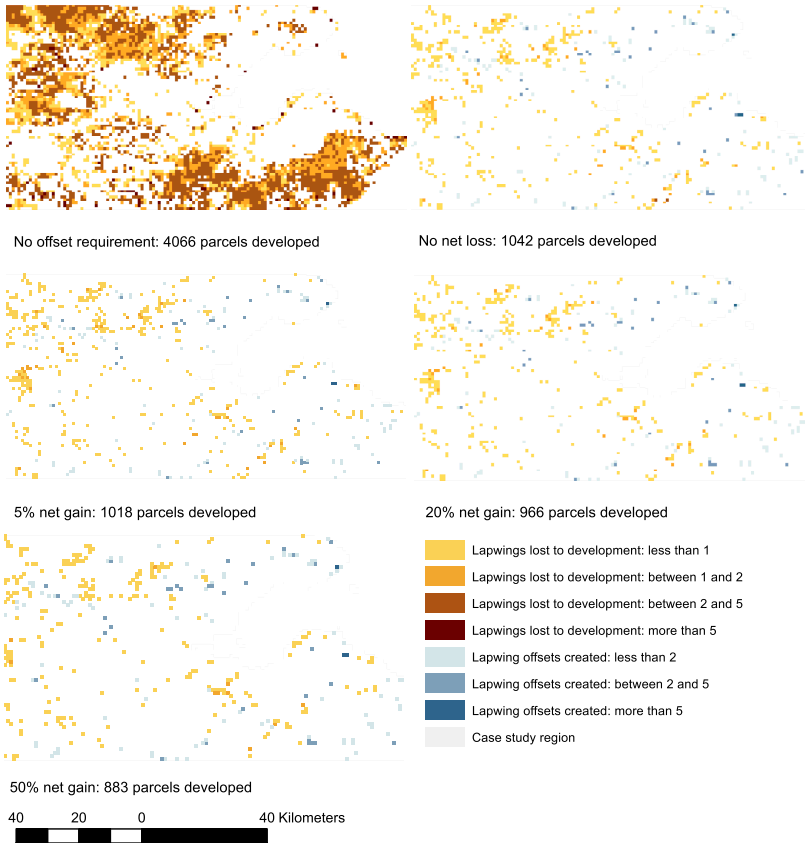 No offset requirement: 4066 parcels developed
No net loss: 1042 parcels developed
5% net gain: 1018 parcels developed
20% net gain: 966 parcels developed
Lapwings lost to development: less than 1
Lapwings lost to development: between 1 and 2
Lapwings lost to development: between 2 and 5
Lapwings lost to development: more than 5
Lapwing offsets created: less than 2
Lapwing offsets created: between 2 and 5
Lapwing offsets created: more than 5
Case study region
50% net gain: 883 parcels developed
40 20 0 40 Kilometers